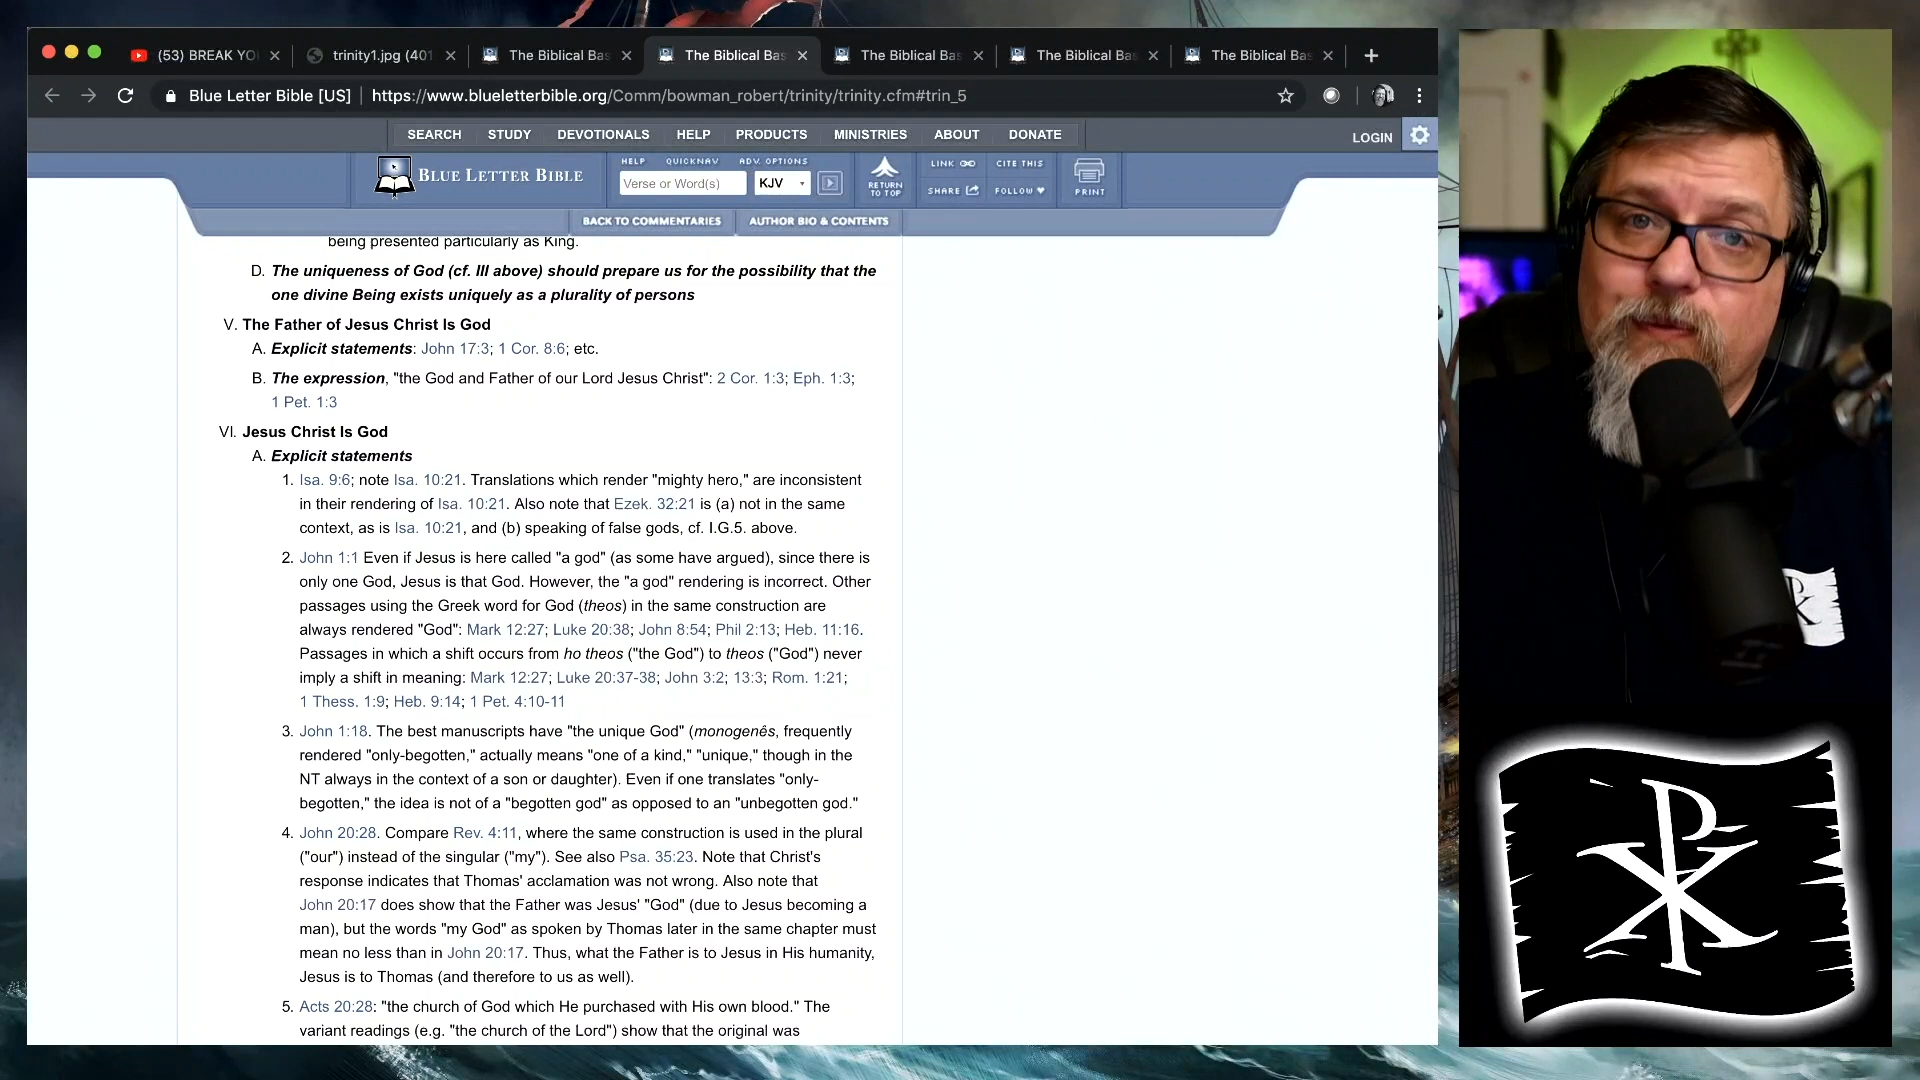 (53) BREAK YO
trinity1.jpg (401
The Biblical Bas
The Biblical Bas
The Biblical Bas
The Biblical Bas
The Biblical Bas
Blue Letter Bible [US]
https://www.blueletterbible.org/Comm/bowman_robert/trinity/trinity.cfm#trin_5
SEARCH STUDY DEVOTIONALS HELP PRODUCTS MINISTRIES ABOUT DONATE
LOGIN
BLUE LETTER BIBLE
HELP QUICKNAV ADV. OPTIONS
Verse or Word(s) KJV
RETURN
TO TOP
LINK CITE THIS
SHARE FOLLOW
PRINT
BACK TO COMMENTARIES AUTHOR BIO & CONTENTS
being presented particularly as King.
D. The uniqueness of God (cf. III above) should prepare us for the possibility that the
one divine Being exists uniquely as a plurality of persons
V. The Father of Jesus Christ Is God
A. Explicit statements: John 17:3; 1 Cor. 8:6; etc.
B. The expression, "the God and Father of our Lord Jesus Christ": 2 Cor. 1:3; Eph. 1:3;
1 Pet. 1:3
VI. Jesus Christ Is God
A. Explicit statements
1. Isa. 9:6; note Isa. 10:21. Translations which render "mighty hero," are inconsistent
in their rendering of Isa. 10:21. Also note that Ezek. 32:21 is (a) not in the same
context, as is Isa. 10:21, and (b) speaking of false gods, cf. I.G.5. above.
2. John 1:1 Even if Jesus is here called "a god" (as some have argued), since there is
only one God, Jesus is that God. However, the "a god" rendering is incorrect. Other
passages using the Greek word for God (theos) in the same construction are
always rendered "God": Mark 12:27; Luke 20:38; John 8:54; Phil 2:13; Heb. 11:16.
Passages in which a shift occurs from ho theos ("the God") to theos ("God") never
imply a shift in meaning: Mark 12:27; Luke 20:37-38; John 3:2; 13:3; Rom. 1:21;
1 Thess. 1:9; Heb. 9:14; 1 Pet. 4:10-11
3. John 1:18. The best manuscripts have "the unique God" (monogenês, frequently
rendered "only-begotten," actually means "one of a kind," "unique," though in the
NT always in the context of a son or daughter). Even if one translates "only-
begotten," the idea is not of a "begotten god" as opposed to an "unbegotten god."
4. John 20:28. Compare Rev. 4:11, where the same construction is used in the plural
("our") instead of the singular ("my"). See also Psa. 35:23. Note that Christ's
response indicates that Thomas' acclamation was not wrong. Also note that
John 20:17 does show that the Father was Jesus' "God" (due to Jesus becoming a
man), but the words "my God" as spoken by Thomas later in the same chapter must
mean no less than in John 20:17. Thus, what the Father is to Jesus in His humanity,
Jesus is to Thomas (and therefore to us as well).
5. Acts 20:28: "the church of God which He purchased with His own blood." The
variant readings (e.g. "the church of the Lord") show that the original was